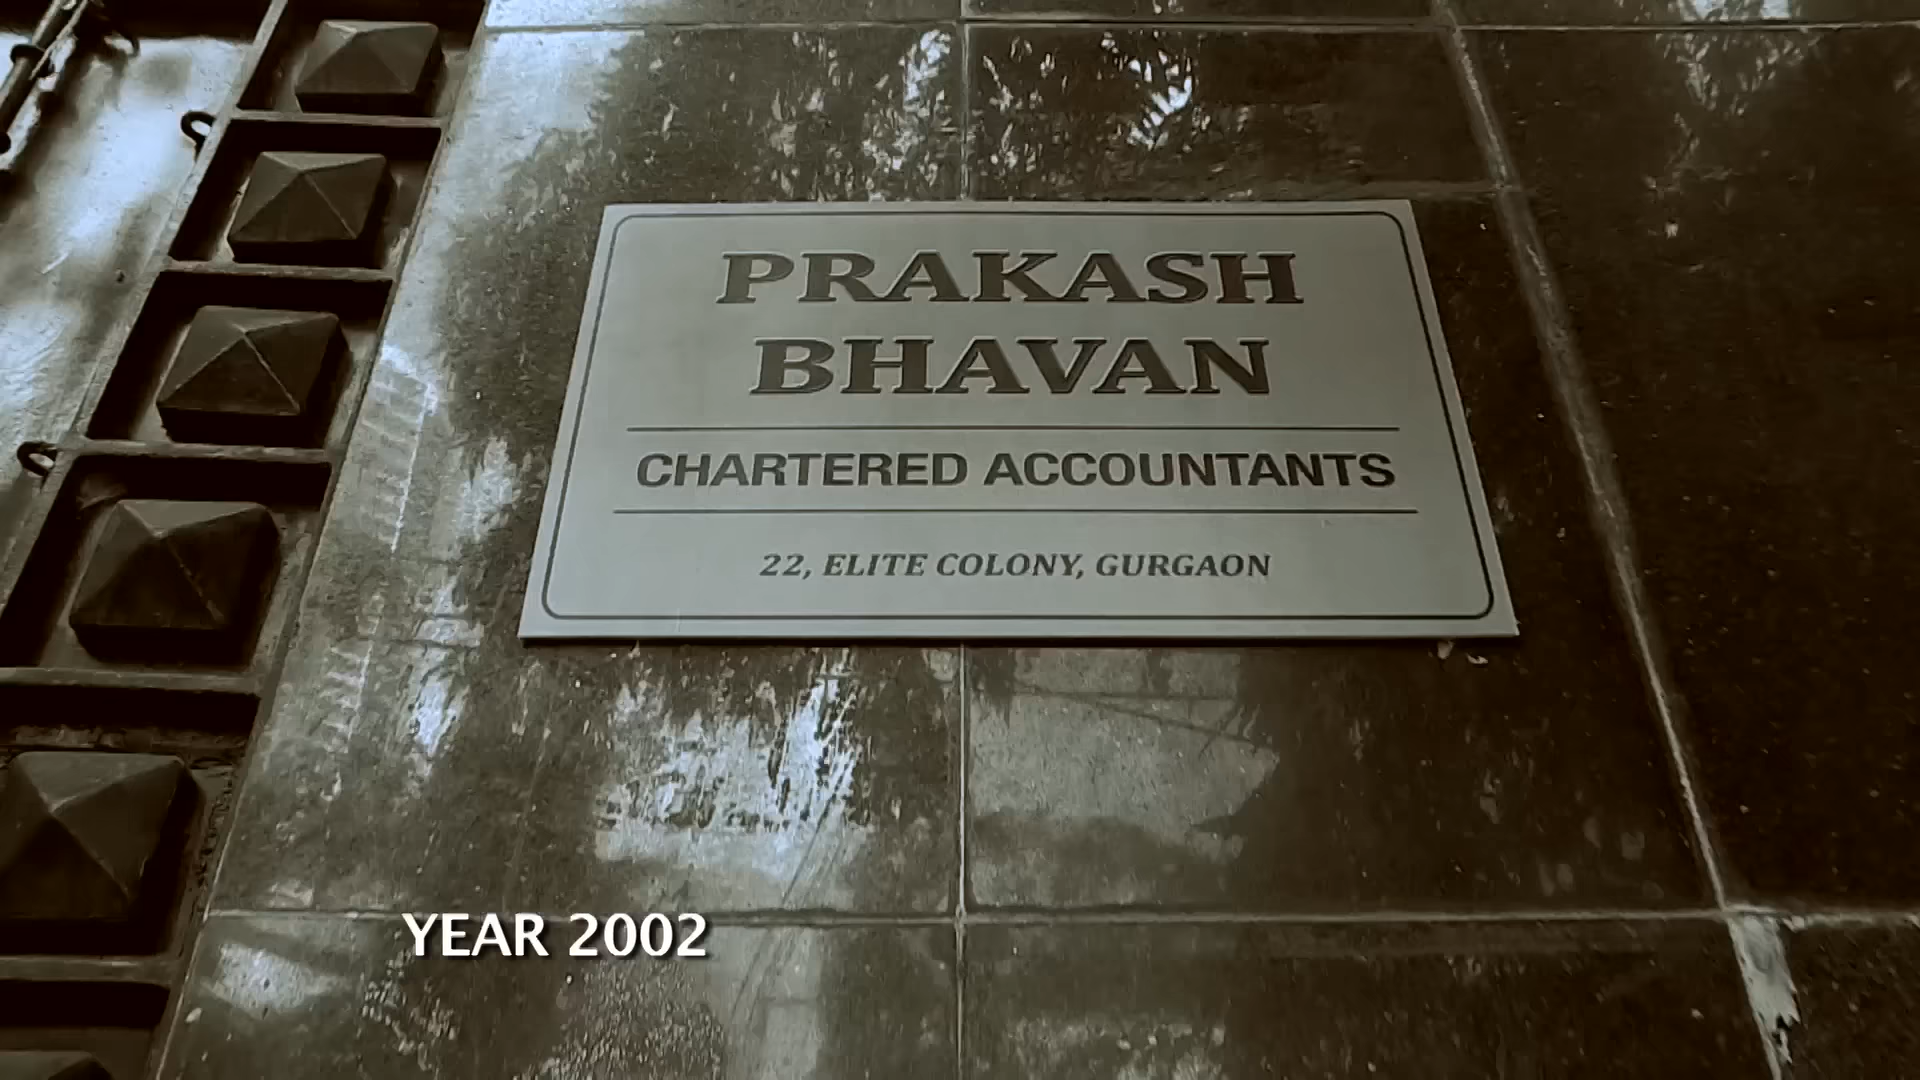 PRAKASH
BHAVAN
CHARTERED ACCOUNTANTS
22, ELITE COLONY, GURGAON
YEAR 2002